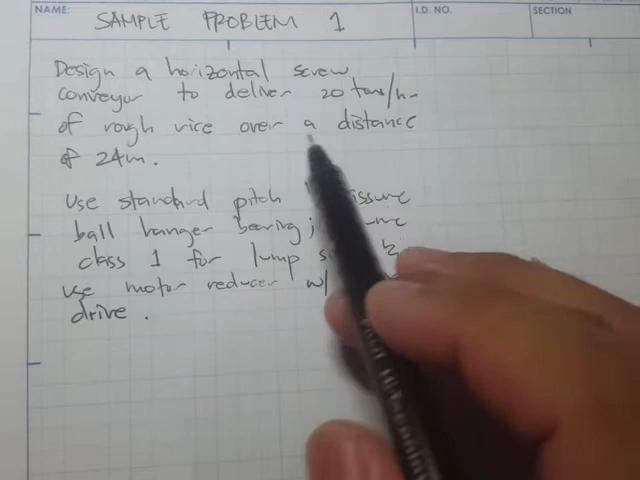 NAME:
SAMPLE PROBLEM 1
I.D. NO.
SECTION
Design a horizontal screw
conveyor to deliver 20 tons/hr
of rough rice over a distance
of 24m.
Use standard pitch
ball hanger bearing;
class 1 for lump
use motor reducer w/
drive.
Pilot